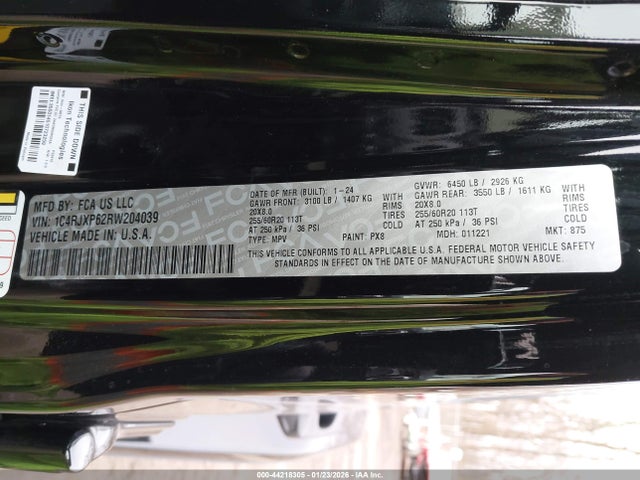 THIS SIDE DOWN
Ikon Technologies
MFD BY: FCA US LLC
VIN: 1C4RJXP62RW204039
VEHICLE MADE IN: U.S.A.
DATE OF MFR (BUILT): 1-24
GAWR FRONT: 3100 LB / 1407 KG
20X8.0 RIMS
255/60R20 113T TIRES
AT 250 kPa / 36 PSI COLD
TYPE: MPV PAINT: PX8
GVWR: 6450 LB / 2926 KG
GAWR REAR: 3550 LB / 1611 KG
20X8.0 RIMS
255/60R20 113T TIRES
AT 250 kPa / 36 PSI COLD
MDH: 011221 MKT: 875
THIS VEHICLE CONFORMS TO ALL APPLICABLE U.S.A. FEDERAL MOTOR VEHICLE SAFETY
STANDARDS IN EFFECT ON THE DATE OF MANUFACTURE SHOWN ABOVE.
000-44218305 - 01/23/2026 - IAAI.COM